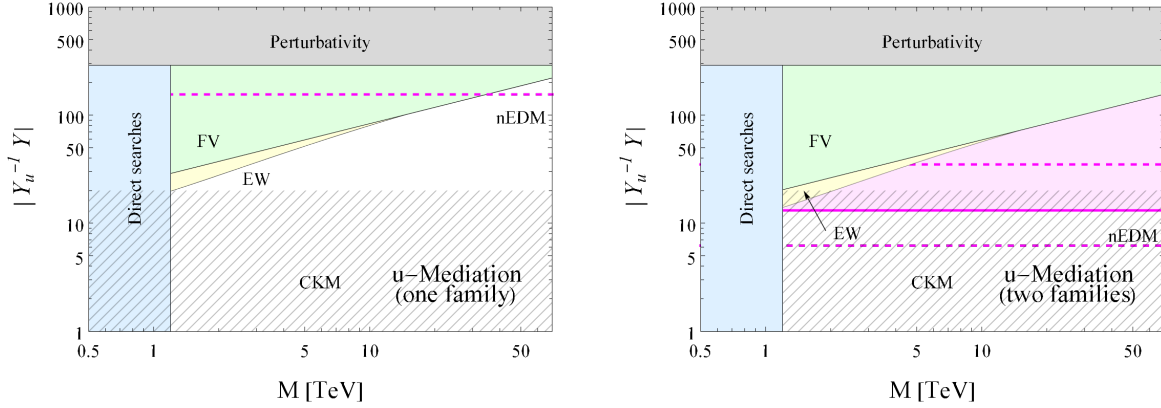 1000
500
100
50
10
5
1
| Y_u^{-1} Y |
Perturbativity
Direct searches
FV
EW
nEDM
CKM
u−Mediation
(one family)
0.5 1 5 10 50
M [TeV]
1000
500
100
50
10
5
1
| Y_u^{-1} Y |
Perturbativity
Direct searches
FV
EW
nEDM
CKM
u−Mediation
(two families)
0.5 1 5 10 50
M [TeV]